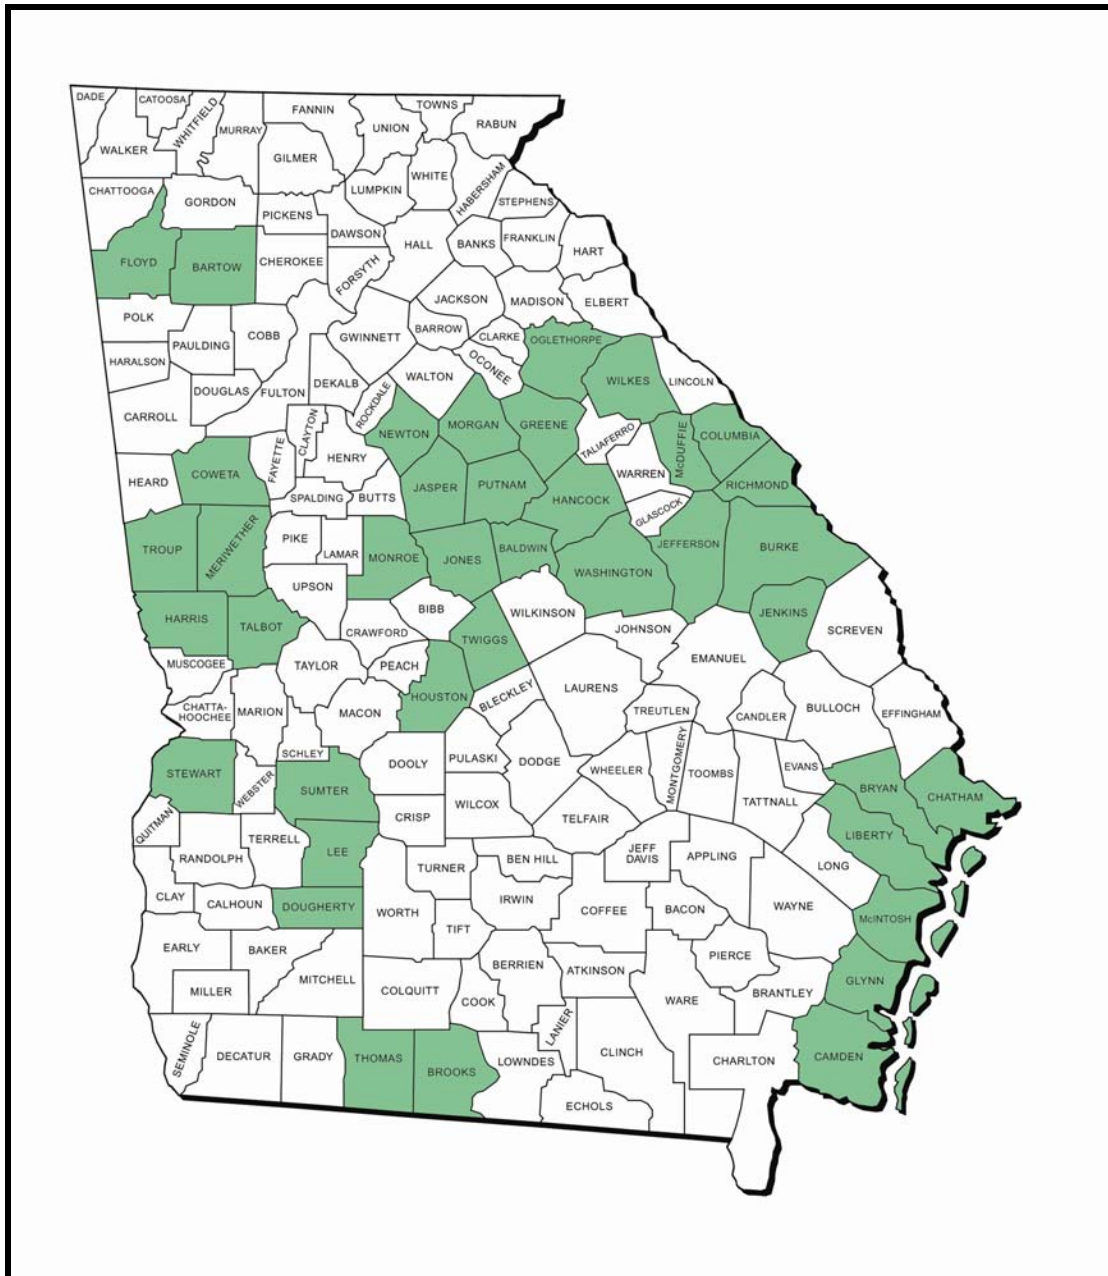 DADE
CATOOSA
WHITFIELD
MURRAY
FANNIN
UNION
TOWNS
RABUN
WALKER
GILMER
LUMPKIN
WHITE
HABERSHAM
STEPHENS
CHATTOOGA
GORDON
PICKENS
DAWSON
HALL
BANKS
FRANKLIN
HART
FLOYD
BARTOW
CHEROKEE
FORSYTH
JACKSON
MADISON
ELBERT
POLK
PAULDING
COBB
GWINNETT
BARROW
CLARKE
OGLETHORPE
HARALSON
OCONEE
WILKES
LINCOLN
DOUGLAS
FULTON
DEKALB
ROCKDALE
WALTON
CARROLL
CLAYTON
NEWTON
MORGAN
GREENE
TALIAFERRO
McDUFFIE
COLUMBIA
HEARD
COWETA
FAYETTE
HENRY
JASPER
PUTNAM
HANCOCK
WARREN
RICHMOND
SPALDING
BUTTS
GLASCOCK
TROUP
MERIWETHER
PIKE
LAMAR
MONROE
JONES
BALDWIN
WASHINGTON
JEFFERSON
BURKE
UPSON
BIBB
WILKINSON
JENKINS
HARRIS
TALBOT
CRAWFORD
TWIGGS
JOHNSON
SCREVEN
MUSCOGEE
TAYLOR
PEACH
EMANUEL
HOUSTON
BLECKLEY
LAURENS
CHATTA-
HOOCHEE
MARION
MACON
TREUTLEN
CANDLER
BULLOCH
EFFINGHAM
SCHLEY
DOOLY
PULASKI
DODGE
WHEELER
MONTGOMERY
TOOMBS
EVANS
STEWART
WEBSTER
SUMTER
TATTNALL
BRYAN
CHATHAM
QUITMAN
CRISP
WILCOX
TELFAIR
LIBERTY
RANDOLPH
TERRELL
LEE
TURNER
BEN HILL
JEFF
DAVIS
APPLING
LONG
CLAY
CALHOUN
DOUGHERTY
WORTH
IRWIN
COFFEE
BACON
WAYNE
TIFT
McINTOSH
EARLY
BAKER
MITCHELL
BERRIEN
ATKINSON
PIERCE
MILLER
COLQUITT
COOK
WARE
BRANTLEY
GLYNN
SEMINOLE
DECATUR
GRADY
THOMAS
BROOKS
LOWNDES
LANIER
CLINCH
CHARLTON
CAMDEN
ECHOLS